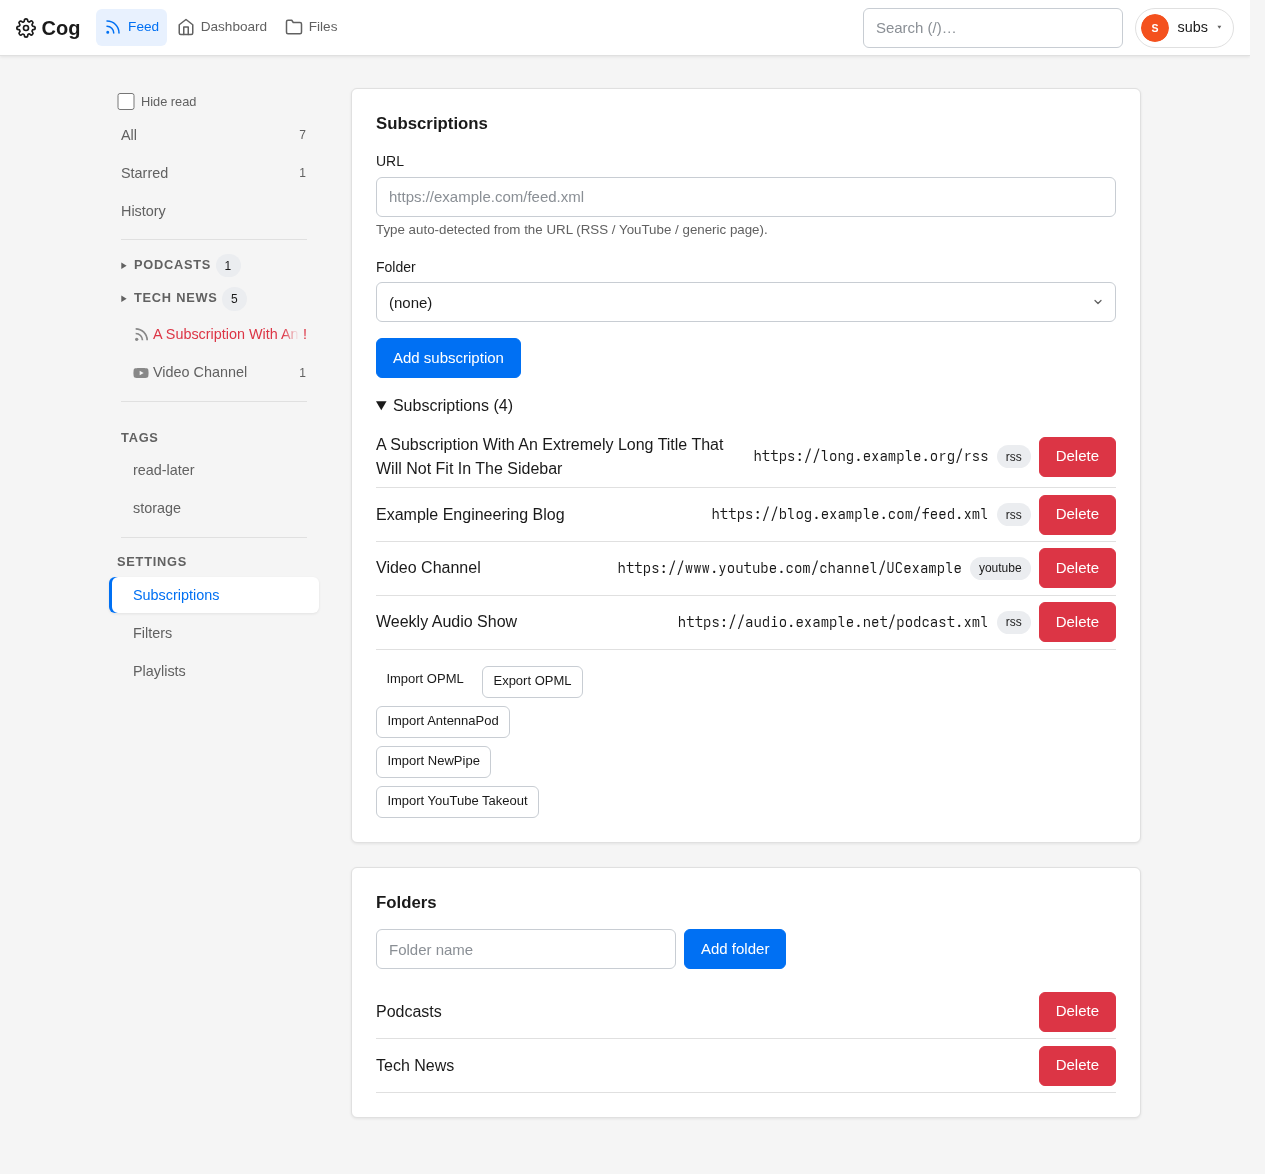 Cog
Feed
Dashboard
Files
Search (/)…
S
subs
Hide read
All 7
Starred 1
History
PODCASTS 1
TECH NEWS 5
A Subscription With An !
Video Channel 1
TAGS
read-later
storage
SETTINGS
Subscriptions
Filters
Playlists
Subscriptions
URL
https://example.com/feed.xml
Type auto-detected from the URL (RSS / YouTube / generic page).
Folder
(none)
Add subscription
Subscriptions (4)
A Subscription With An Extremely Long Title That
Will Not Fit In The Sidebar
https://long.example.org/rss rss Delete
Example Engineering Blog https://blog.example.com/feed.xml rss Delete
Video Channel https://www.youtube.com/channel/UCexample youtube Delete
Weekly Audio Show https://audio.example.net/podcast.xml rss Delete
Import OPML Export OPML
Import AntennaPod
Import NewPipe
Import YouTube Takeout
Folders
Folder name Add folder
Podcasts Delete
Tech News Delete